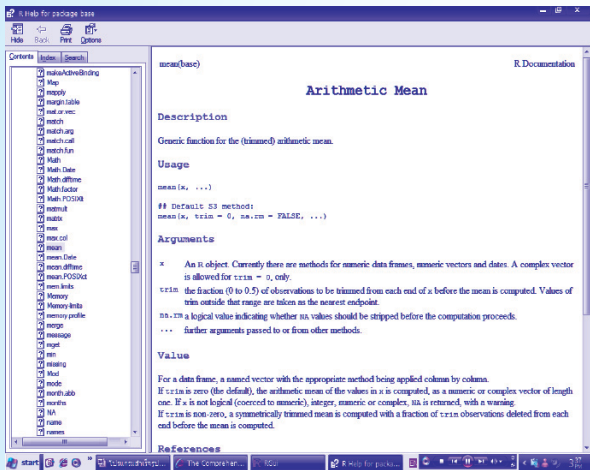 R Help for package base
Hide Back Print Options
Contents Index Search
makeActiveBinding
Map
mapply
margin.table
mat.or.vec
match
match.arg
match.call
match.fun
Math
Math.Date
Math.difftime
Math.factor
Math.POSIXlt
matmult
matrix
max
max.col
mean
mean.Date
mean.difftime
mean.POSIXct
mem.limits
Memory
Memory-limits
memory.profile
merge
message
mget
min
missing
Mod
mode
month.abb
months
NA
name
names
mean(base) R Documentation
Arithmetic Mean
Description
Generic function for the (trimmed) arithmetic mean.
Usage
mean(x, ...)
## Default S3 method:
mean(x, trim = 0, na.rm = FALSE, ...)
Arguments
x An R object. Currently there are methods for numeric data frames, numeric vectors and dates. A complex vector
is allowed for trim = 0, only.
trim the fraction (0 to 0.5) of observations to be trimmed from each end of x before the mean is computed. Values of
trim outside that range are taken as the nearest endpoint.
na.rm a logical value indicating whether NA values should be stripped before the computation proceeds.
... further arguments passed to or from other methods.
Value
For a data frame, a named vector with the appropriate method being applied column by column.
If trim is zero (the default), the arithmetic mean of the values in x is computed, as a numeric or complex vector of length
one. If x is not logical (coerced to numeric), integer, numeric or complex, NA is returned, with a warning.
If trim is non-zero, a symmetrically trimmed mean is computed with a fraction of trim observations deleted from each
end before the mean is computed.
References
start The Comprehen... RGui R Help for packa...